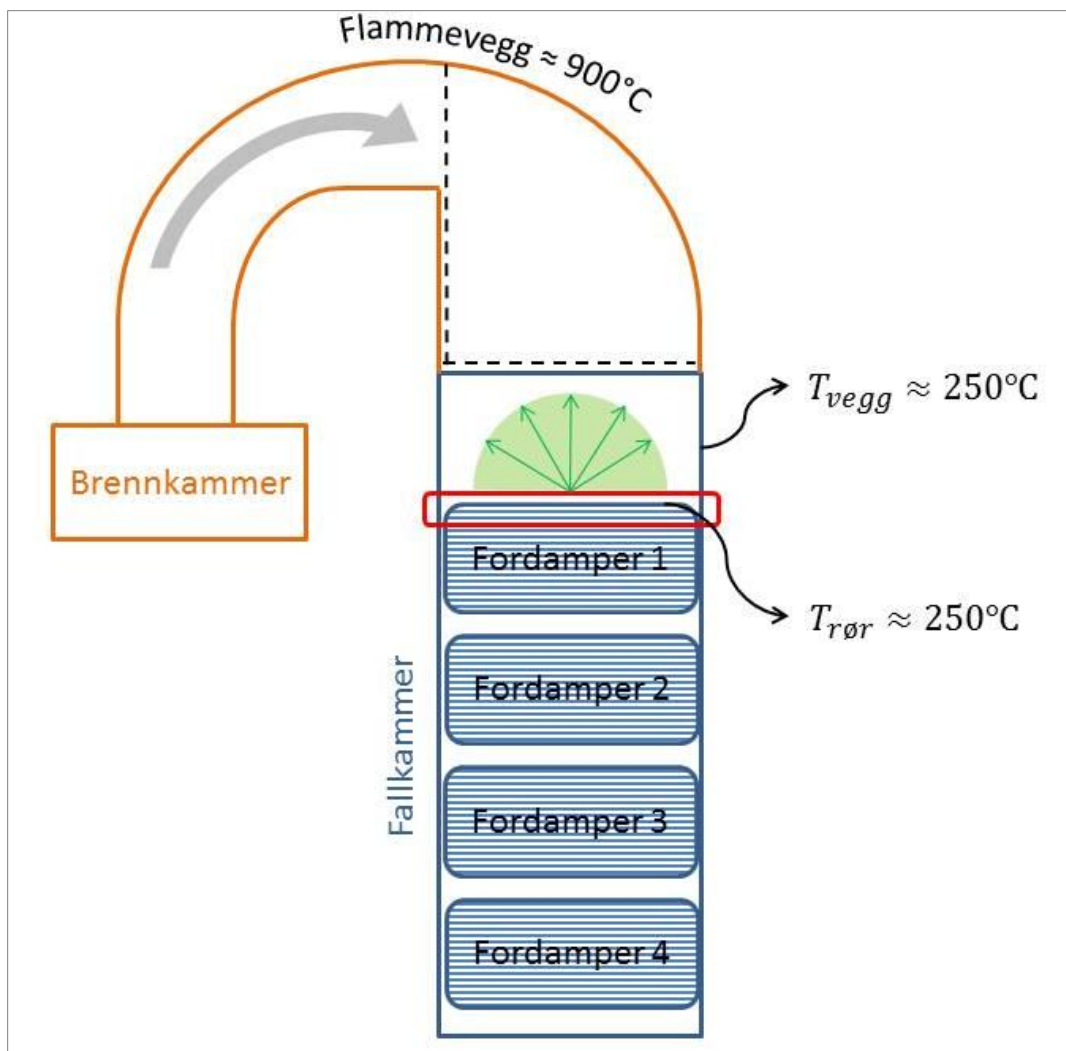 Flammevegg ≈ 900°C
T_vegg ≈ 250°C
Brennkammer
Fordamper 1
T_rør ≈ 250°C
Fordamper 2
Fallkammer
Fordamper 3
Fordamper 4